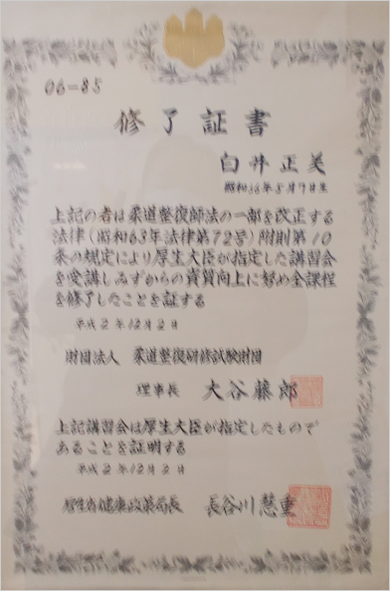 06-85
修了証書
白井正美
昭和36年8月9日生
上記の者は柔道整復師法の一部を改正する
法律(昭和63年法律第72号)附則第10
条の規定により厚生大臣が指定した講習会
を受講しみずからの資質向上に努め全課程
を修了したことを証する
平成2年12月2日
財団法人 柔道整復研修試験財団
理事長 大谷藤郎
上記講習会は厚生大臣が指定したもので
あることを証明する
平成2年12月2日
厚生省健康政策局長 長谷川慧重